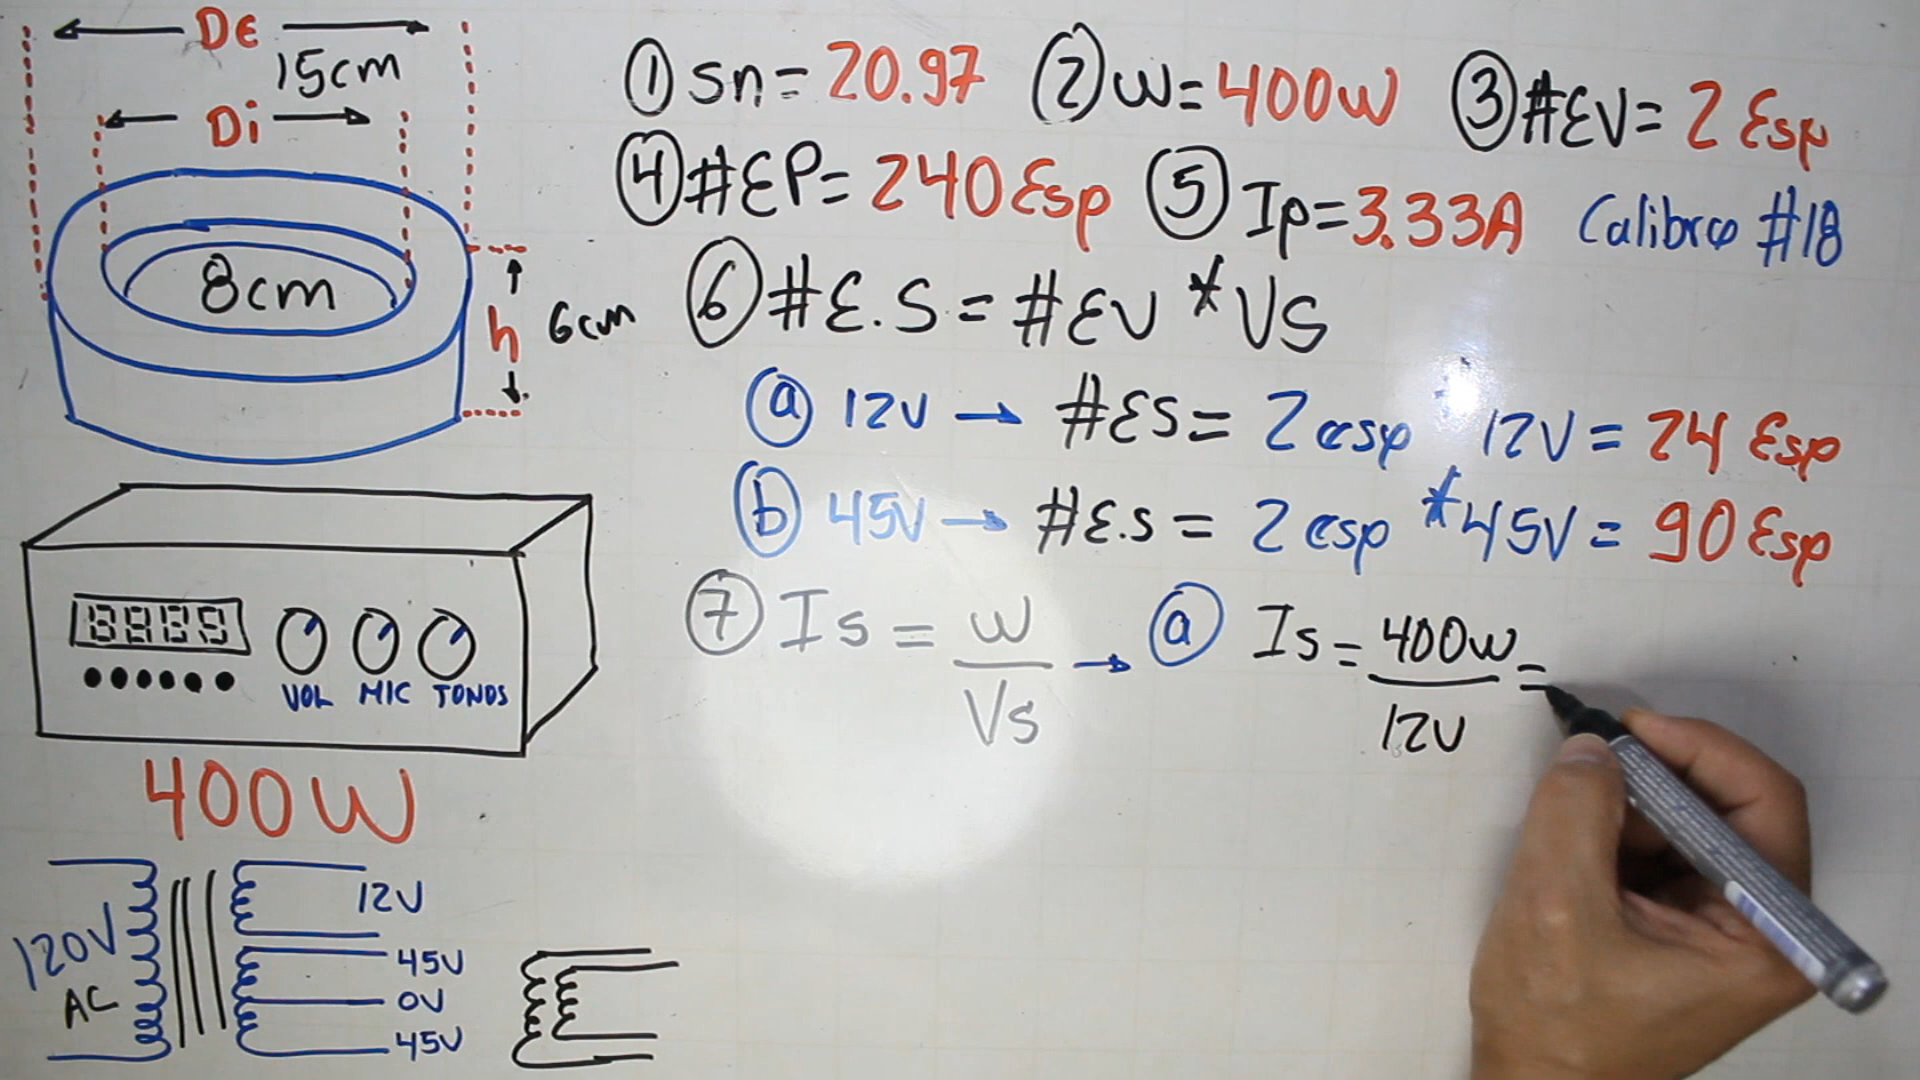 DE
15cm
Di
8cm
h 6cm
① Sn = 20.97 ② W = 400W ③ #EV = 2 Esp
④ #EP = 240 Esp ⑤ Ip = 3.33A Calibre #18
⑥ #E.S = #EV * VS
ⓐ 12V → #ES = 2 esp 12V = 24 Esp
ⓑ 45V → #E.S = 2 esp * 45V = 90 Esp
⑦ Is = W / Vs → ⓐ Is = 400W / 12V =
8889
VOL MIC TONOS
400W
120V
AC
12V
45V
0V
45V